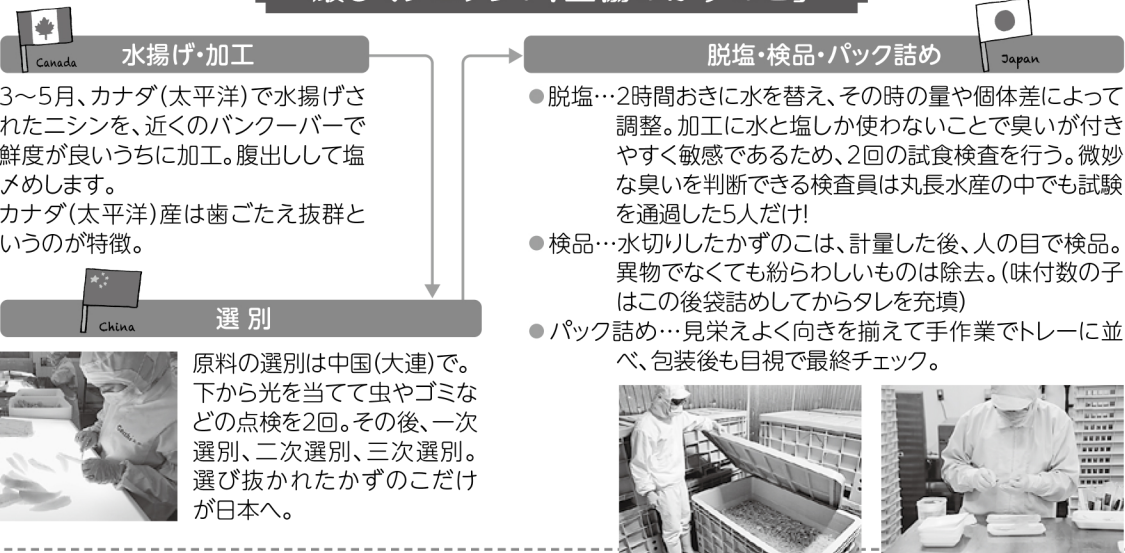 Canada
水揚げ・加工
3〜5月、カナダ(太平洋)で水揚げさ
れたニシンを、近くのバンクーバーで
鮮度が良いうちに加工。腹出しして塩
〆めします。
カナダ(太平洋)産は歯ごたえ抜群と
いうのが特徴。
China
選別
原料の選別は中国(大連)で。
下から光を当てて虫やゴミな
どの点検を2回。その後、一次
選別、二次選別、三次選別。
選び抜かれたかずのこだけ
が日本へ。
Japan
脱塩・検品・パック詰め
●脱塩…2時間おきに水を替え、その時の量や個体差によって
調整。加工に水と塩しか使わないことで臭いが付き
やすく敏感であるため、2回の試食検査を行う。微妙
な臭いを判断できる検査員は丸長水産の中でも試験
を通過した5人だけ!
●検品…水切りしたかずのこは、計量した後、人の目で検品。
異物でなくても紛らわしいものは除去。(味付数の子
はこの後袋詰めしてからタレを充填)
●パック詰め…見栄えよく向きを揃えて手作業でトレーに並
べ、包装後も目視で最終チェック。